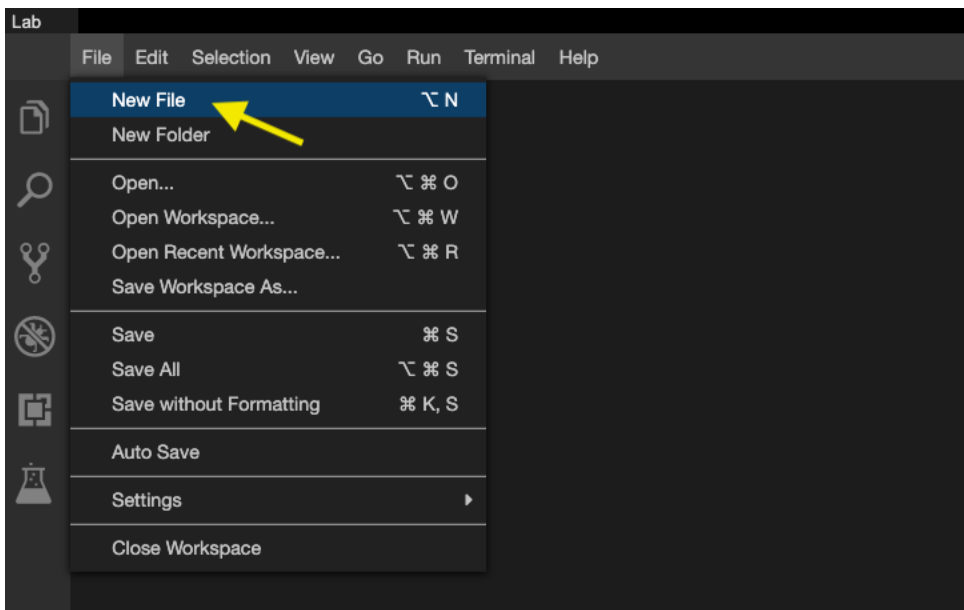 Lab
File Edit Selection View Go Run Terminal Help
New File ⌥ N
New Folder
Open... ⌥ ⌘ O
Open Workspace... ⌥ ⌘ W
Open Recent Workspace... ⌥ ⌘ R
Save Workspace As...
Save ⌘ S
Save All ⌥ ⌘ S
Save without Formatting ⌘ K, S
Auto Save
Settings
Close Workspace